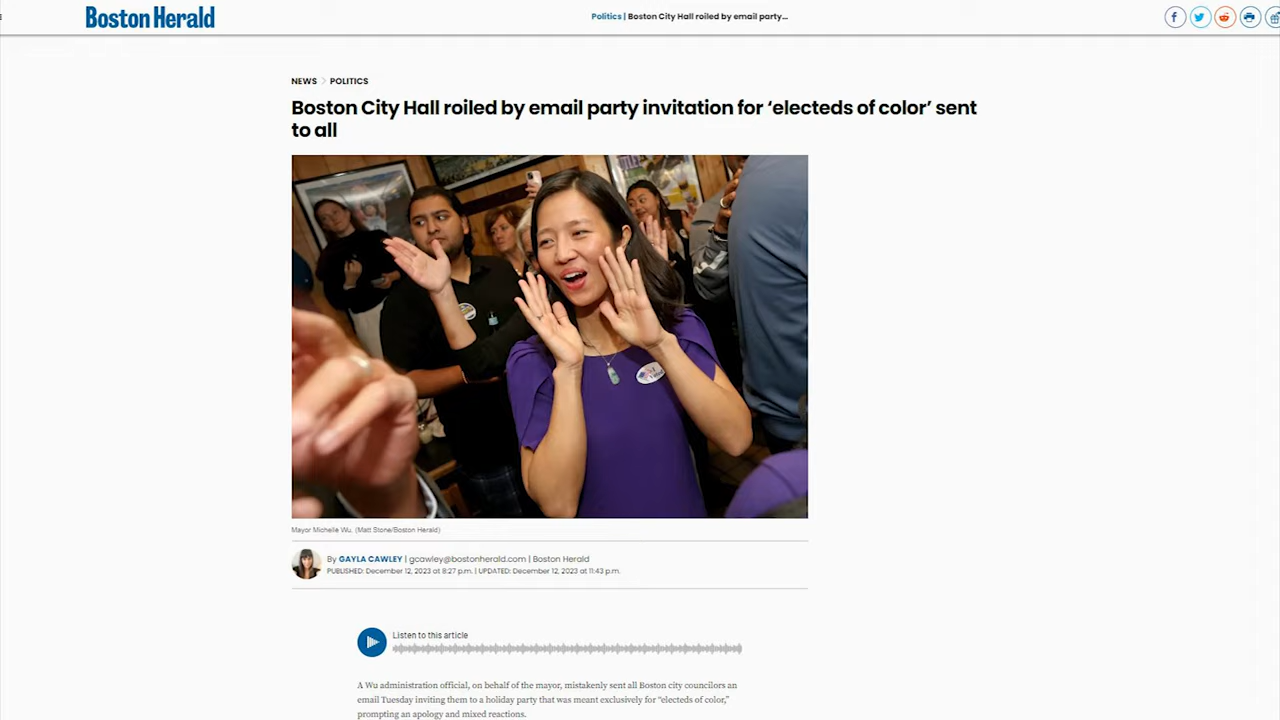 Boston Herald
Politics | Boston City Hall roiled by email party...
NEWS > POLITICS
Boston City Hall roiled by email party invitation for ‘electeds of color’ sent
to all
Mayor Michelle Wu. (Matt Stone/Boston Herald)
By GAYLA CAWLEY | gcawley@bostonherald.com | Boston Herald
PUBLISHED: December 12, 2023 at 8:27 p.m. | UPDATED: December 12, 2023 at 11:43 p.m.
Listen to this article
A Wu administration official, on behalf of the mayor, mistakenly sent all Boston city councilors an
email Tuesday inviting them to a holiday party that was meant exclusively for “electeds of color,”
prompting an apology and mixed reactions.